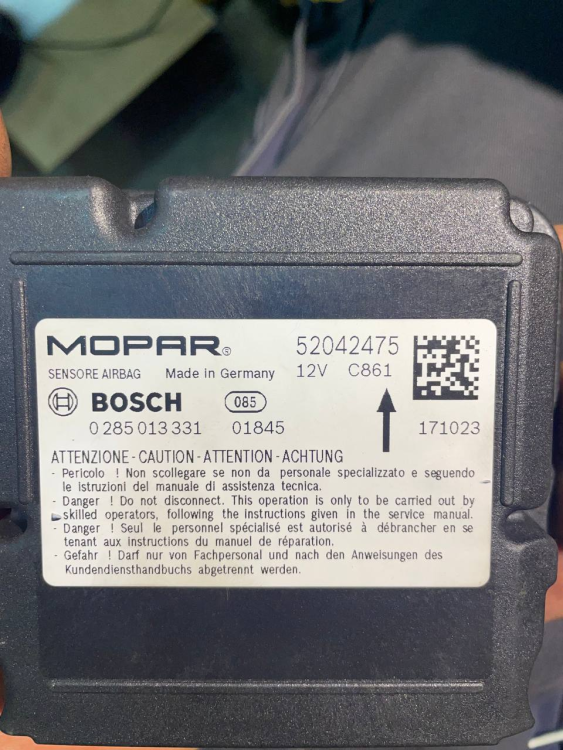 MOPAR® 52042475
SENSORE AIRBAG Made in Germany 12V C861
BOSCH 085
0 285 013 331 01845 171023
ATTENZIONE - CAUTION - ATTENTION - ACHTUNG
- Pericolo ! Non scollegare se non da personale specializzato e seguendo
le istruzioni del manuale di assistenza tecnica.
- Danger ! Do not disconnect. This operation is only to be carried out by
skilled operators, following the instructions given in the service manual.
- Danger ! Seul le personnel spécialisé est autorisé à débrancher en se
tenant aux instructions du manuel de réparation.
- Gefahr ! Darf nur von Fachpersonal und nach den Anweisungen des
Kundendiensthandbuchs abgetrennt werden.